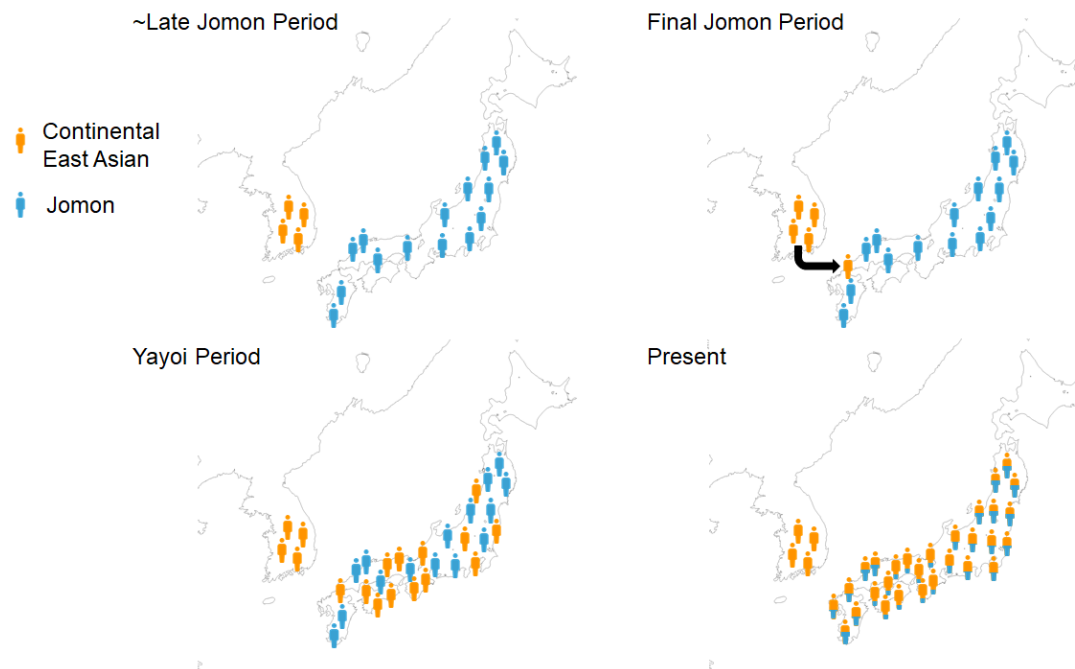 ~Late Jomon Period
Final Jomon Period
Continental
East Asian
Jomon
Yayoi Period
Present